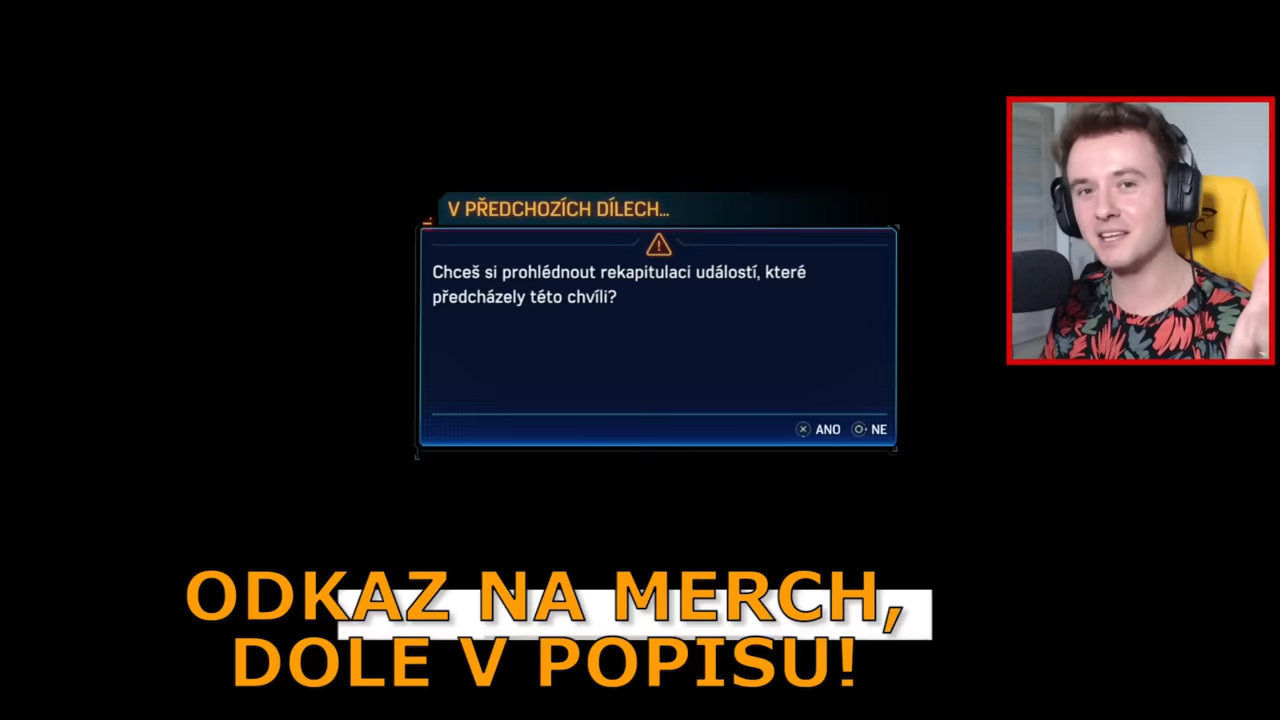 V PŘEDCHOZÍCH DÍLECH...
Chceš si prohlédnout rekapitulaci událostí, které
předcházely této chvíli?
ANO NE
ODKAZ NA MERCH,
DOLE V POPISU!